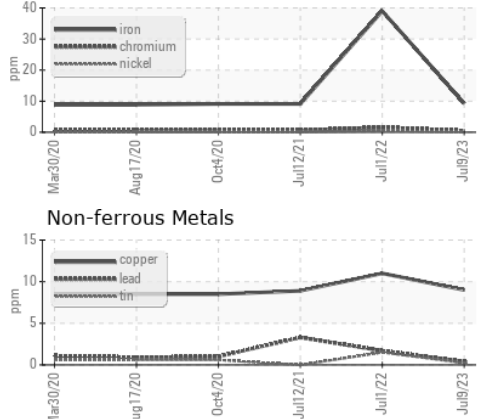 40
iron
30
chromium
nickel
20
ppm
10
0
Mar30/20
Aug17/20
Oct4/20
Jul12/21
Jul1/22
Jul9/23
Non-ferrous Metals
15
copper
10
lead
tin
ppm
5
0
Mar30/20
Aug17/20
Oct4/20
Jul12/21
Jul1/22
Jul9/23